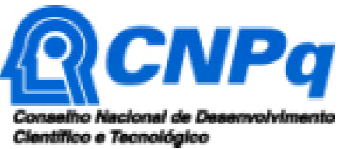 CNPq
Conselho Nacional de Desenvolvimento
Científico e Tecnológico